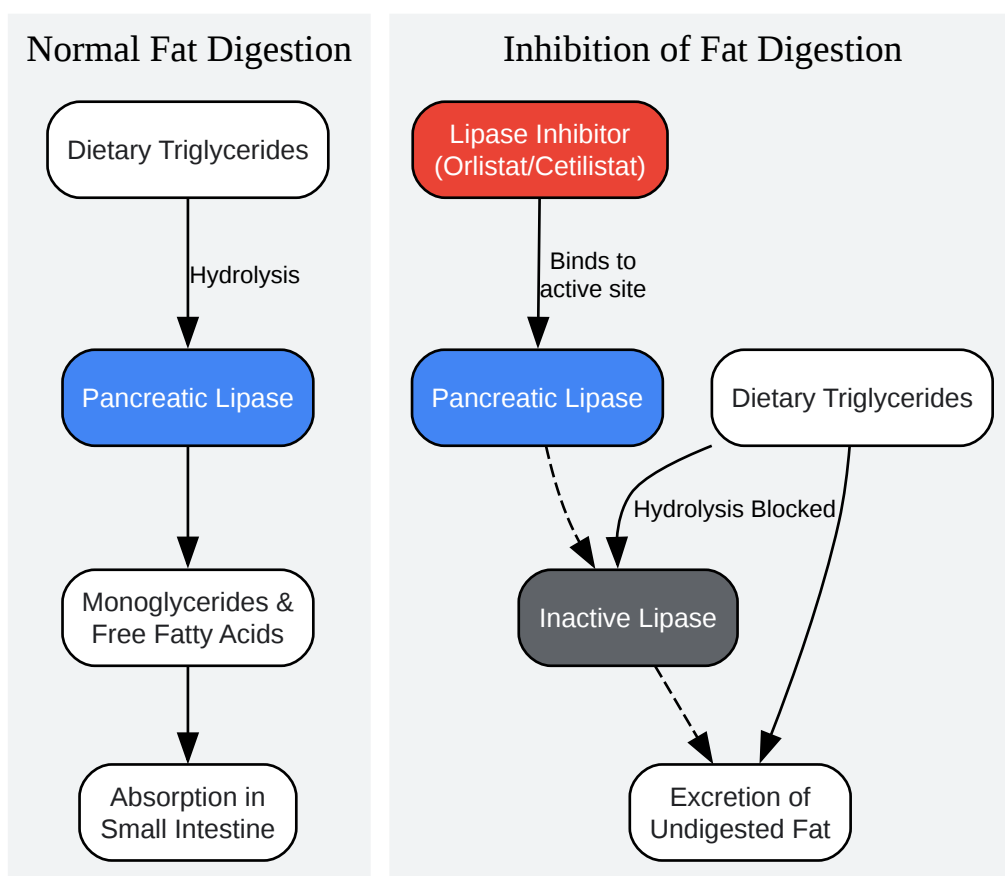 Normal Fat Digestion
Dietary Triglycerides
Hydrolysis
Pancreatic Lipase
Monoglycerides &
Free Fatty Acids
Absorption in
Small Intestine
Inhibition of Fat Digestion
Lipase Inhibitor
(Orlistat/Cetilistat)
Binds to
active site
Pancreatic Lipase
Dietary Triglycerides
Hydrolysis Blocked
Inactive Lipase
Excretion of
Undigested Fat